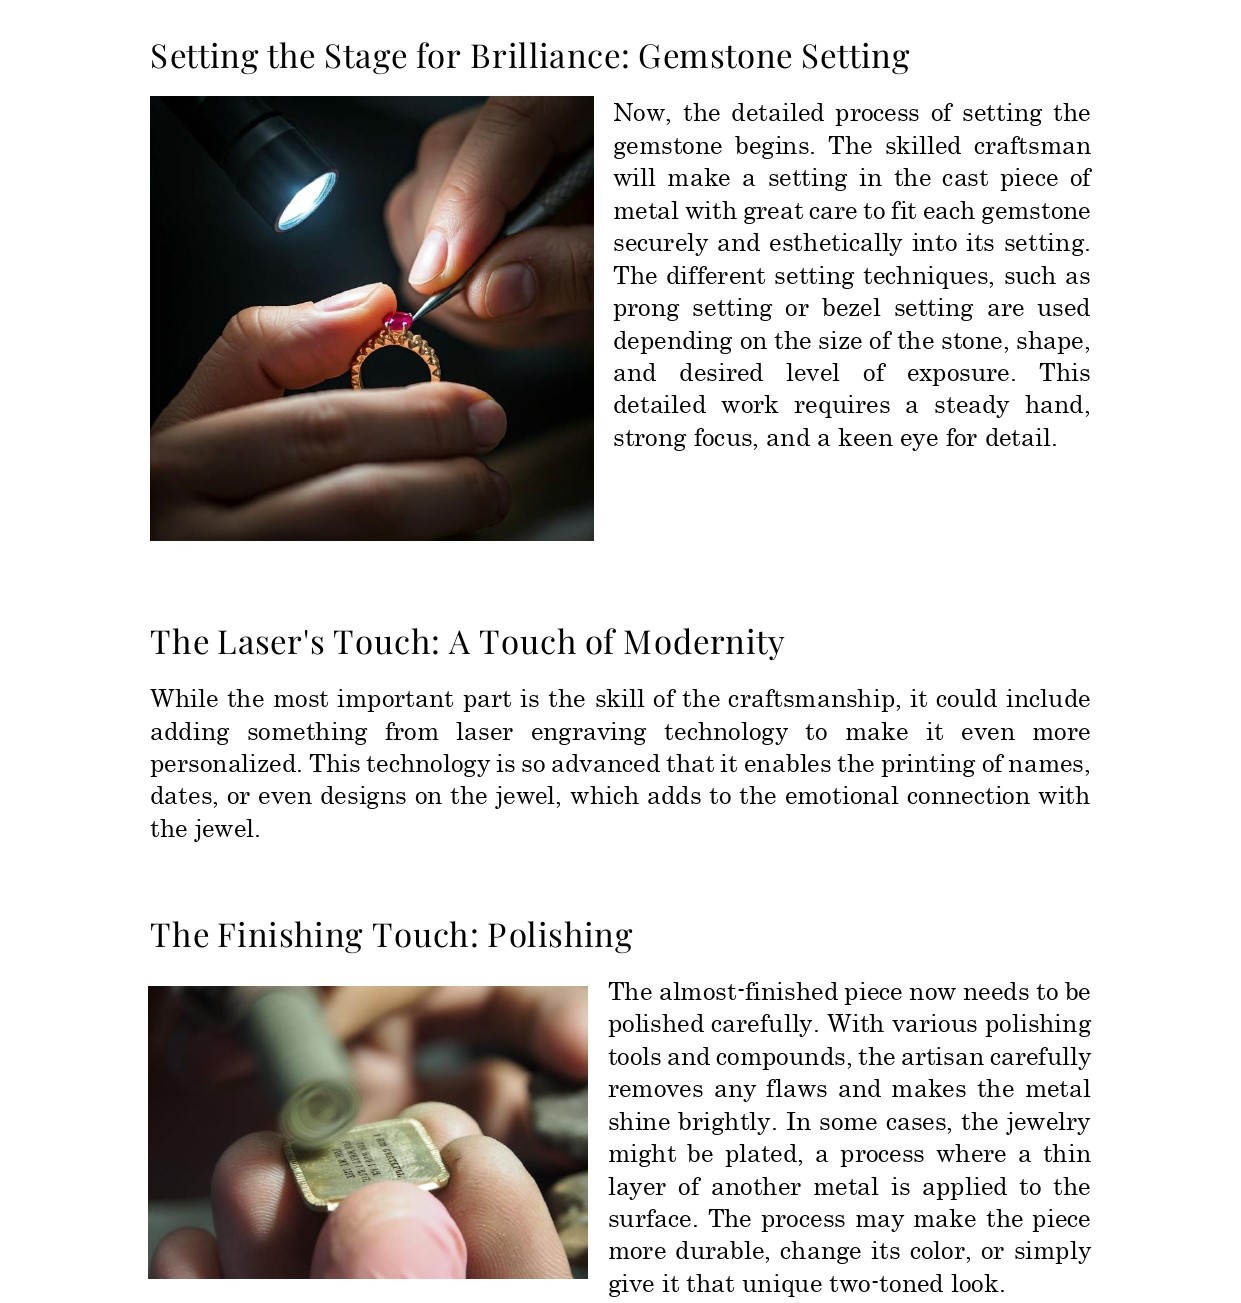 Setting the Stage for Brilliance: Gemstone Setting
Now, the detailed process of setting the
gemstone begins. The skilled craftsman
will make a setting in the cast piece of
metal with great care to fit each gemstone
securely and esthetically into its setting.
The different setting techniques, such as
prong setting or bezel setting are used
depending on the size of the stone, shape,
and desired level of exposure. This
detailed work requires a steady hand,
strong focus, and a keen eye for detail.
The Laser's Touch: A Touch of Modernity
While the most important part is the skill of the craftsmanship, it could include
adding something from laser engraving technology to make it even more
personalized. This technology is so advanced that it enables the printing of names,
dates, or even designs on the jewel, which adds to the emotional connection with
the jewel.
The Finishing Touch: Polishing
I AM GRATEFUL
The almost-finished piece now needs to be
polished carefully. With various polishing
tools and compounds, the artisan carefully
removes any flaws and makes the metal
shine brightly. In some cases, the jewelry
might be plated, a process where a thin
layer of another metal is applied to the
surface. The process may make the piece
more durable, change its color, or simply
give it that unique two-toned look.